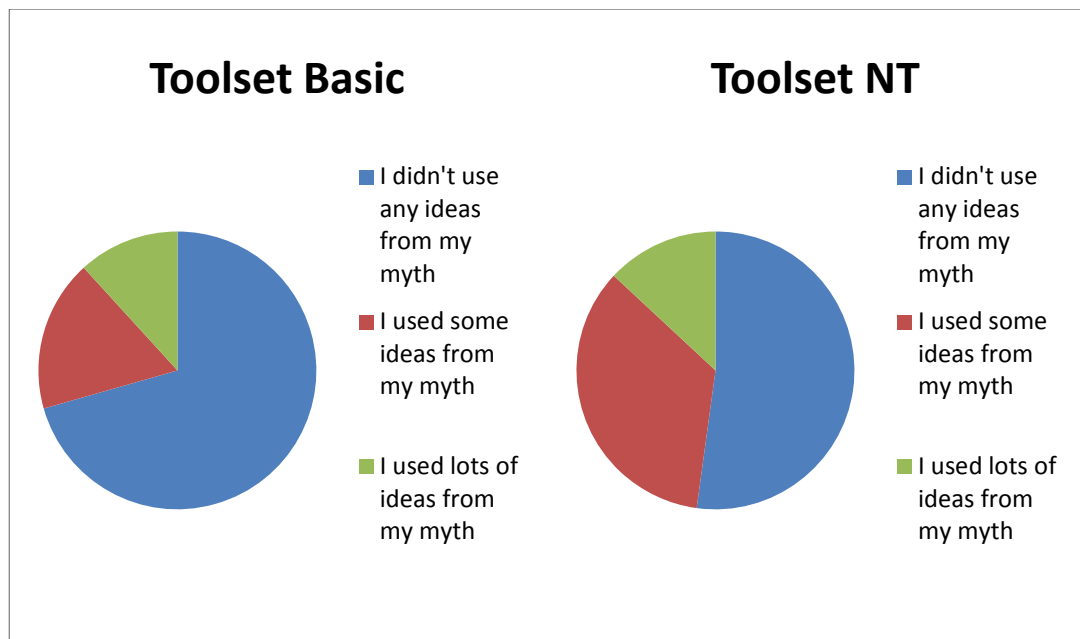 Toolset Basic
I didn't use
any ideas
from my
myth
I used some
ideas from
my myth
I used lots of
ideas from
my myth
Toolset NT
I didn't use
any ideas
from my
myth
I used some
ideas from
my myth
I used lots of
ideas from
my myth